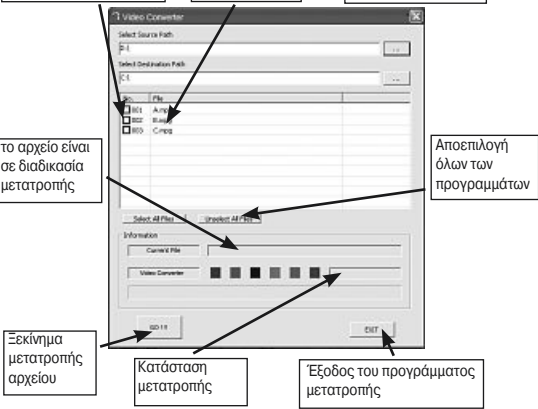 Video Converter
Select Source Path
D:\
...
Select Destination Path
C:\
...
No. File
001 A.mpg
002 B.mpg
003 C.mpg
το αρχείο είναι
σε διαδικασία
μετατροπής
Αποεπιλογή
όλων των
προγραμμάτων
Select All Files Unselect All Files
Information
Current File
Video Converter
GO !!!
EXIT
Ξεκίνημα
μετατροπής
αρχείου
Κατάσταση
μετατροπής
Έξοδος του προγράμματος
μετατροπής